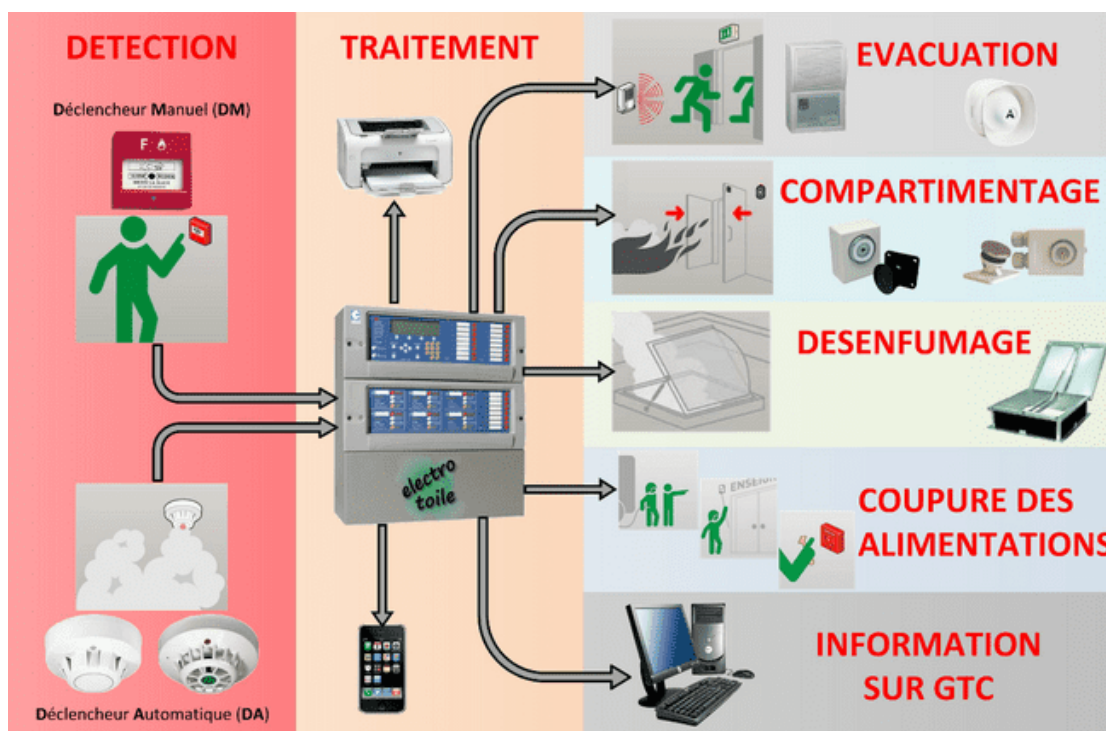 DETECTION
Déclencheur Manuel (DM)
F
Déclencheur Automatique (DA)
TRAITEMENT
electro
toile
EVACUATION
A
COMPARTIMENTAGE
DESENFUMAGE
ENSEIGN
COUPURE DES
ALIMENTATIONS
INFORMATION
SUR GTC